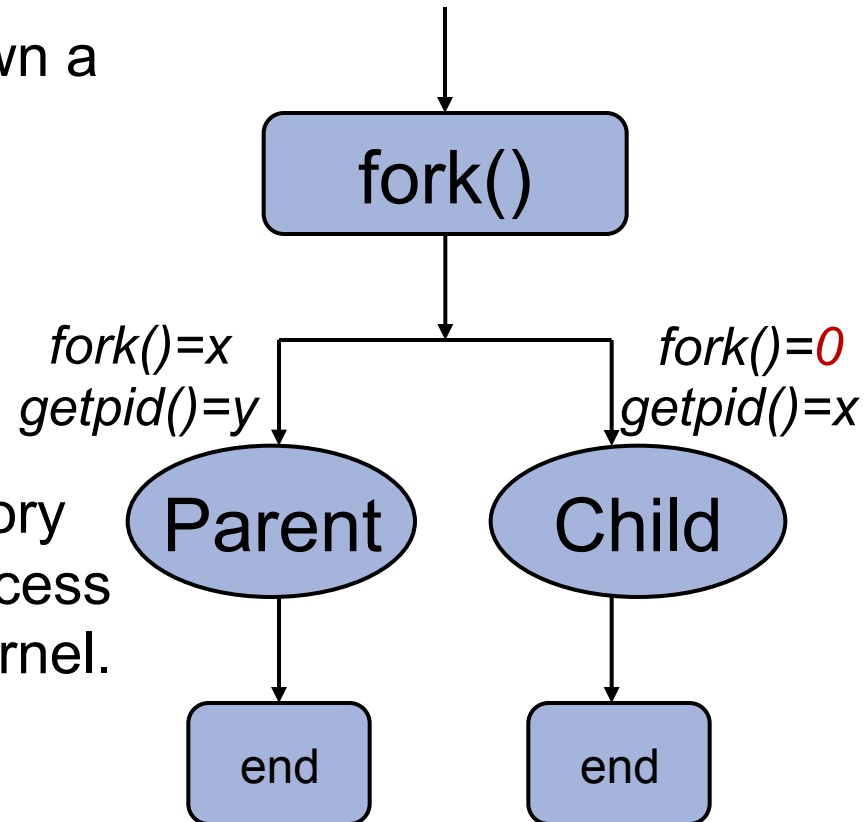 wn a
fork()
fork()=x
getpid()=y
fork()=0
getpid()=x
Parent
Child
ory
cess
rnel.
end
end